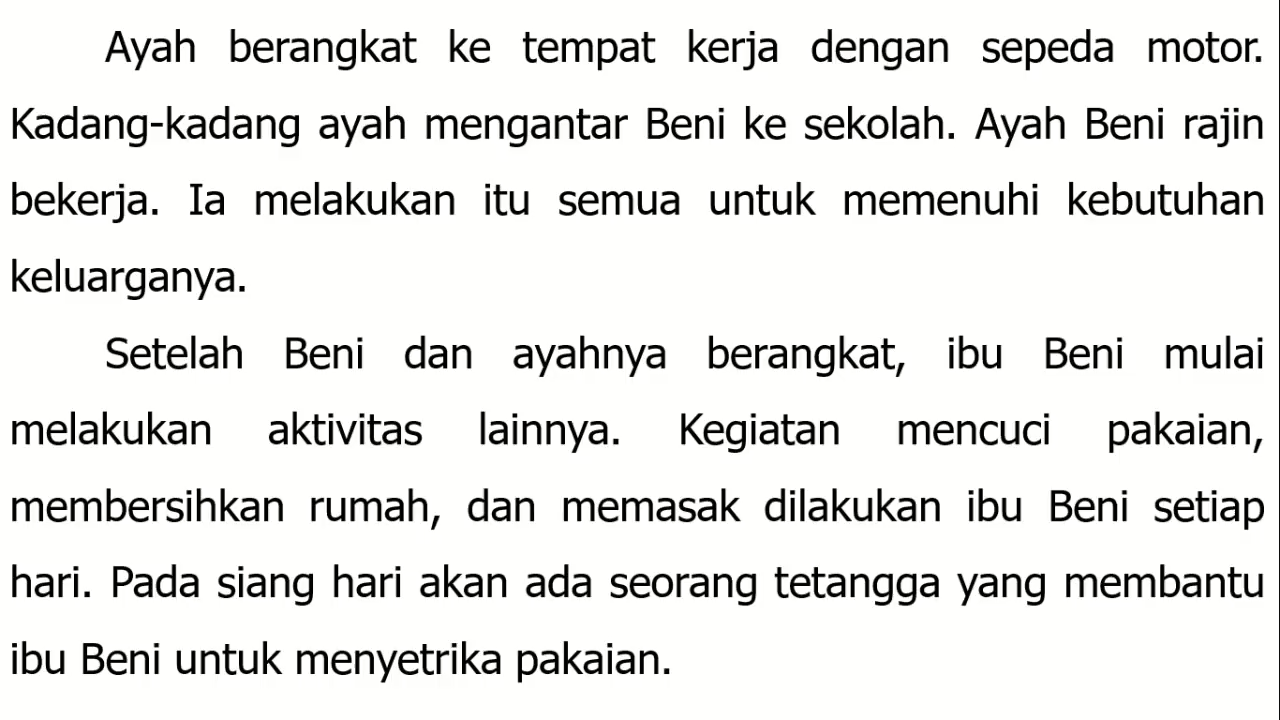 Ayah berangkat ke tempat kerja dengan sepeda motor.
Kadang-kadang ayah mengantar Beni ke sekolah. Ayah Beni rajin
bekerja. Ia melakukan itu semua untuk memenuhi kebutuhan
keluarganya.
Setelah Beni dan ayahnya berangkat, ibu Beni mulai
melakukan aktivitas lainnya. Kegiatan mencuci pakaian,
membersihkan rumah, dan memasak dilakukan ibu Beni setiap
hari. Pada siang hari akan ada seorang tetangga yang membantu
ibu Beni untuk menyetrika pakaian.